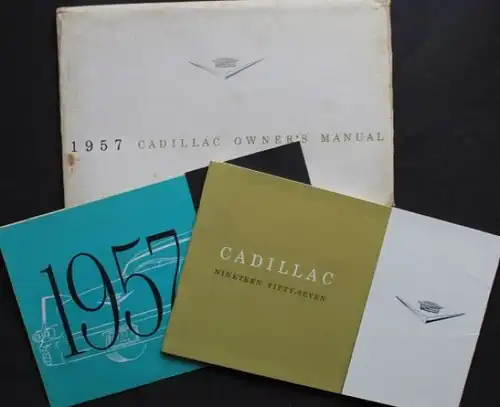 1957 CADILLAC OWNER'S MANUAL
1957
CADILLAC
NINETEEN FIFTY-SEVEN